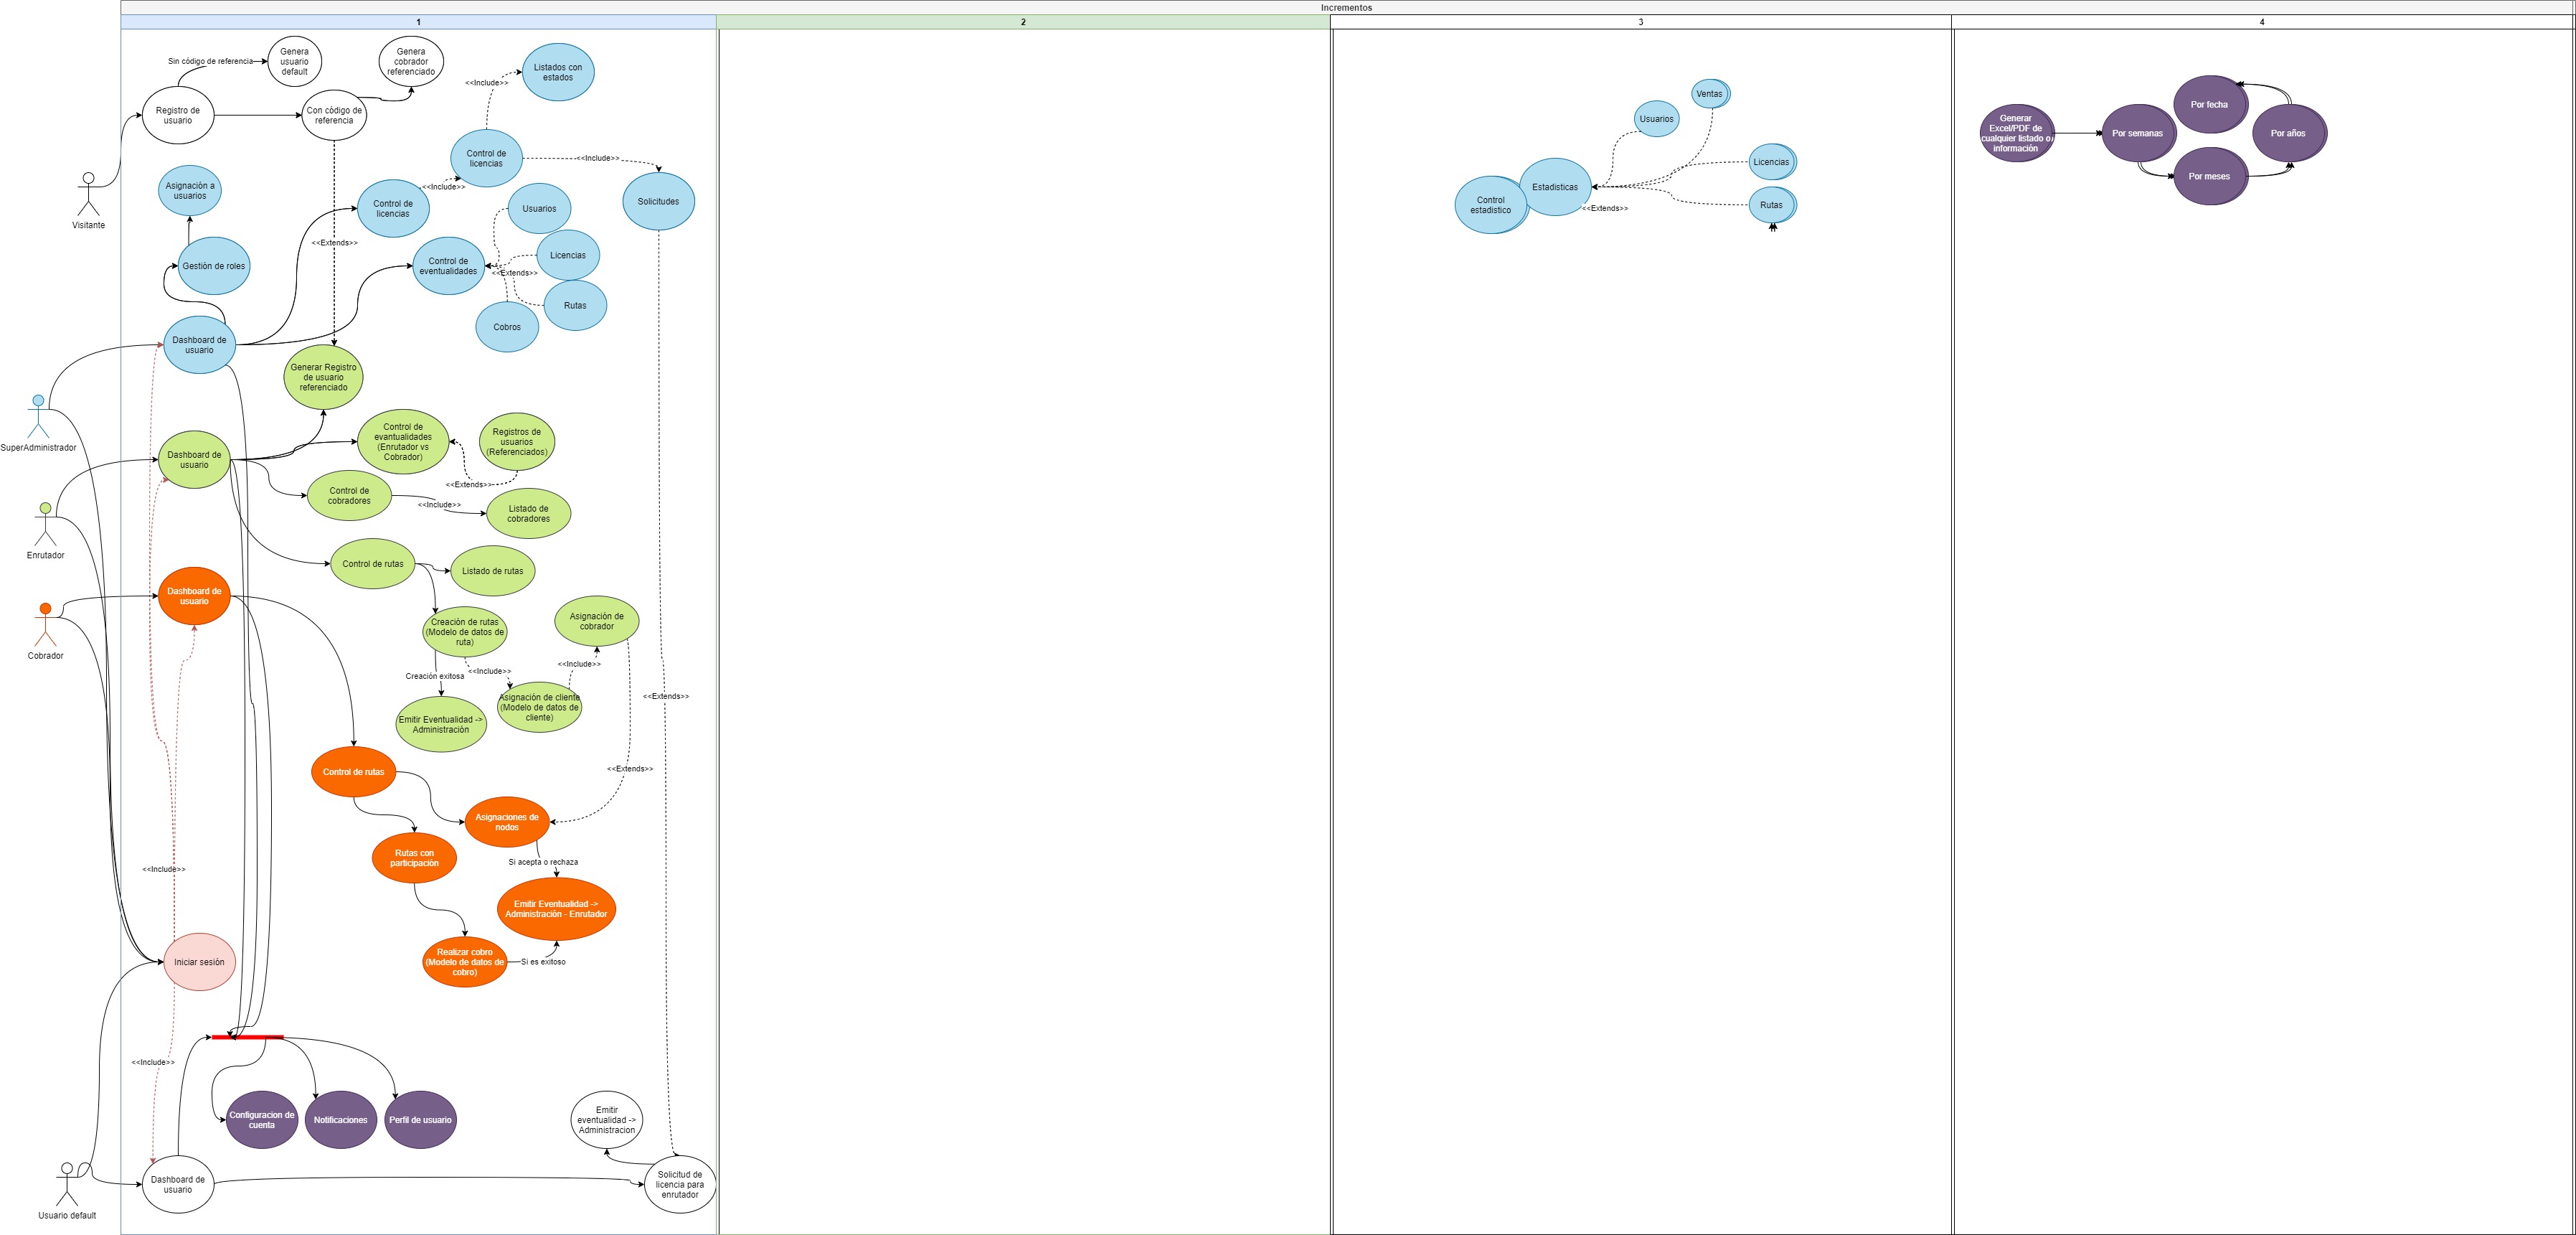 Incrementos
1
2
3
4
Sin código de referencia
Genera
usuario
default
Genera
cobrador
referenciado
Listados con
estados
<<Include>>
Registro de
usuario
Con código de
referencia
Visitante
Control de
licencias
<<Include>>
Solicitudes
<<Include>>
Asignación a
usuarios
Control de
licencias
Usuarios
<<Extends>>
Gestión de roles
Control de
eventualidades
Licencias
<<Extends>>
Rutas
Cobros
Dashboard de
usuario
SuperAdministrador
Generar Registro
de usuario
referenciado
Dashboard de
usuario
Control de
evantualidades
(Enrutador vs
Cobrador)
Registros de
usuarios
(Referenciados)
<<Extends>>
Control de
cobradores
<<Include>>
Listado de
cobradores
Enrutador
Control de rutas
Listado de rutas
Dashboard de
usuario
Cobrador
Creación de rutas
(Modelo de datos de
ruta)
Asignación de
cobrador
<<Include>>
<<Include>>
Creación exitosa
Asignación de cliente
(Modelo de datos de
cliente)
<<Extends>>
Emitir Eventualidad ->
Administración
Control de rutas
<<Extends>>
Asignaciones de
nodos
Rutas con
participación
Si acepta o rechaza
<<Include>>
Emitir Eventualidad ->
Administración - Enrutador
Iniciar sesión
Realizar cobro
(Modelo de datos de
cobro)
Si es exitoso
<<Include>>
Configuracion de
cuenta
Notificaciones
Perfil de usuario
Emitir
eventualidad ->
Administracion
Dashboard de
usuario
Solicitud de
licencia para
enrutador
Usuario default
Ventas
Usuarios
Licencias
Estadisticas
Control
estadistico
<<Extends>>
Rutas
Generar
Excel/PDF de
cualquier listado o
información
Por semanas
Por fecha
Por años
Por meses